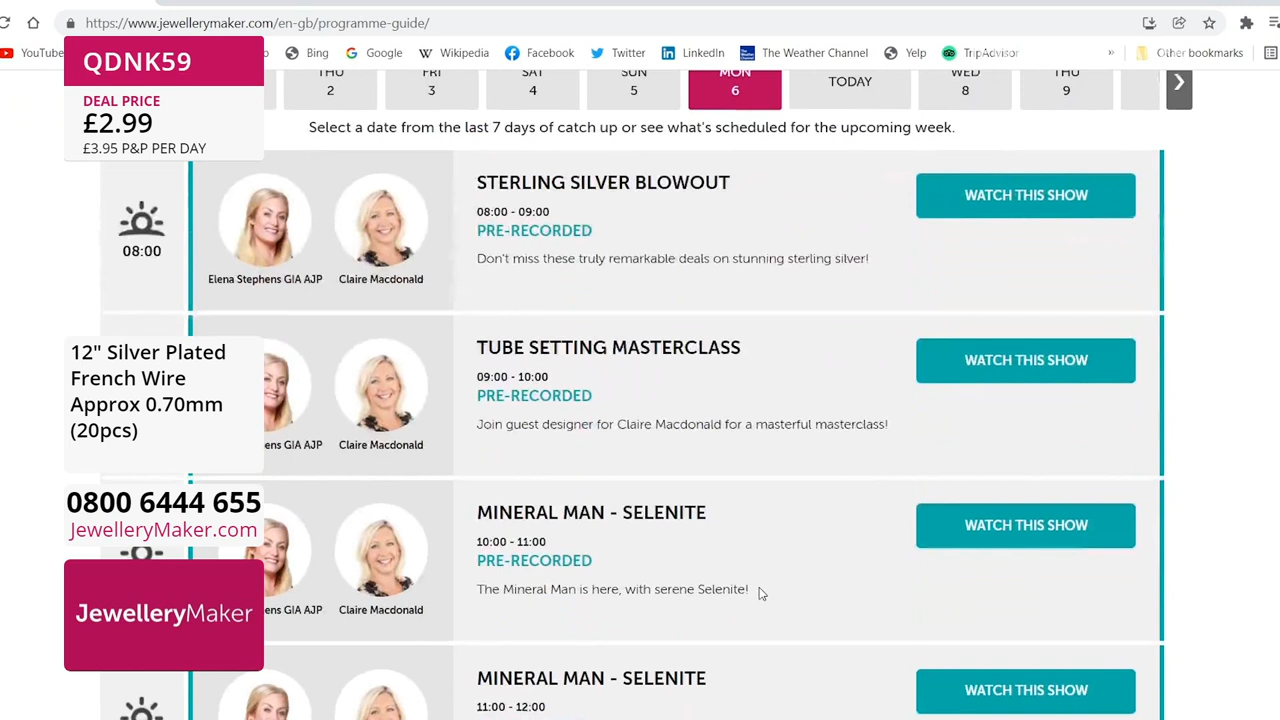 https://www.jewellerymaker.com/en-gb/programme-guide/
YouTube
Bing
Google
Wikipedia
Facebook
Twitter
LinkedIn
The Weather Channel
Yelp
TripAdvisor
»
Other bookmarks
QDNK59
DEAL PRICE
£2.99
£3.95 P&P PER DAY
THU
2
FRI
3
SAT
4
SUN
5
MON
6
TODAY
WED
8
THU
9
Select a date from the last 7 days of catch up or see what's scheduled for the upcoming week.
08:00
Elena Stephens GIA AJP
Claire Macdonald
STERLING SILVER BLOWOUT
08:00 - 09:00
PRE-RECORDED
Don't miss these truly remarkable deals on stunning sterling silver!
WATCH THIS SHOW
12" Silver Plated
French Wire
Approx 0.70mm
(20pcs)
ens GIA AJP
Claire Macdonald
TUBE SETTING MASTERCLASS
09:00 - 10:00
PRE-RECORDED
Join guest designer for Claire Macdonald for a masterful masterclass!
WATCH THIS SHOW
0800 6444 655
JewelleryMaker.com
JewelleryMaker
ens GIA AJP
Claire Macdonald
MINERAL MAN - SELENITE
10:00 - 11:00
PRE-RECORDED
The Mineral Man is here, with serene Selenite!
WATCH THIS SHOW
MINERAL MAN - SELENITE
11:00 - 12:00
WATCH THIS SHOW